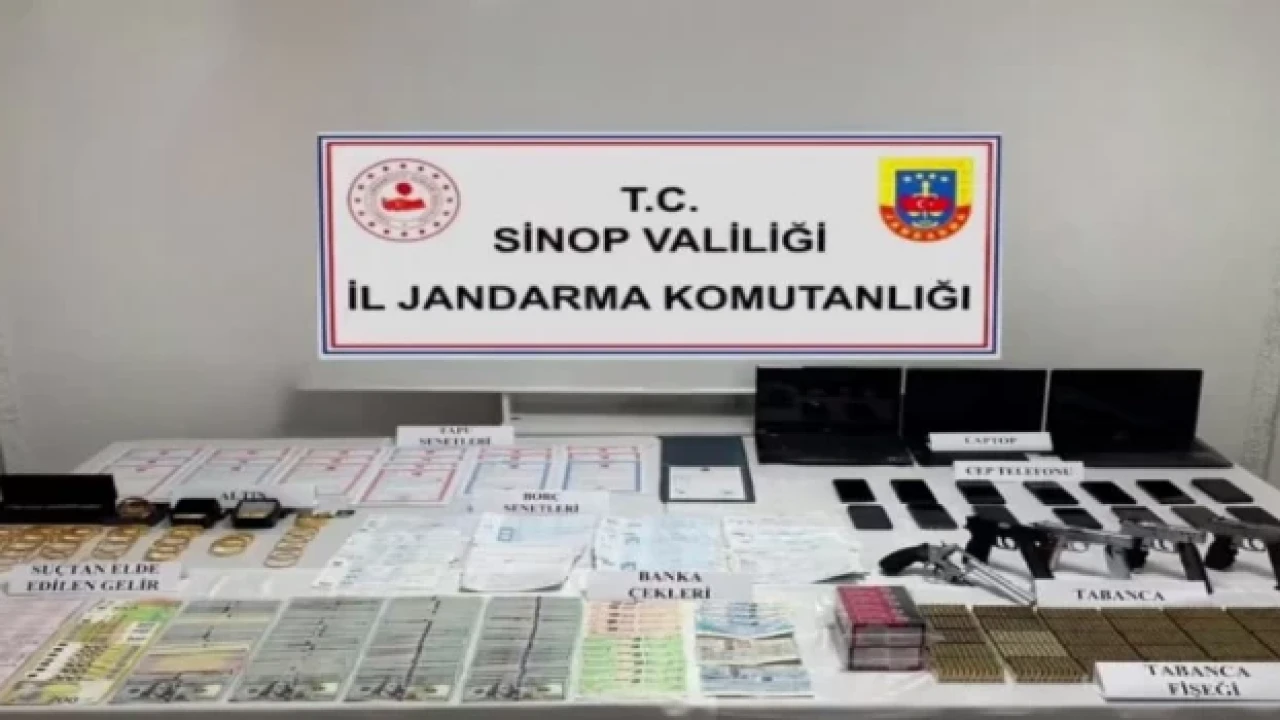 T.C.
SİNOP VALİLİĞİ
İL JANDARMA KOMUTANLIĞI
JANDARMA
TAPU
SENETLERİ
LAPTOP
CEP TELEFONU
ALTIN
BORÇ
SENETLERİ
SUÇTAN ELDE
EDİLEN GELİR
BANKA
ÇEKLERİ
TABANCA
TABANCA
FİŞEĞİ